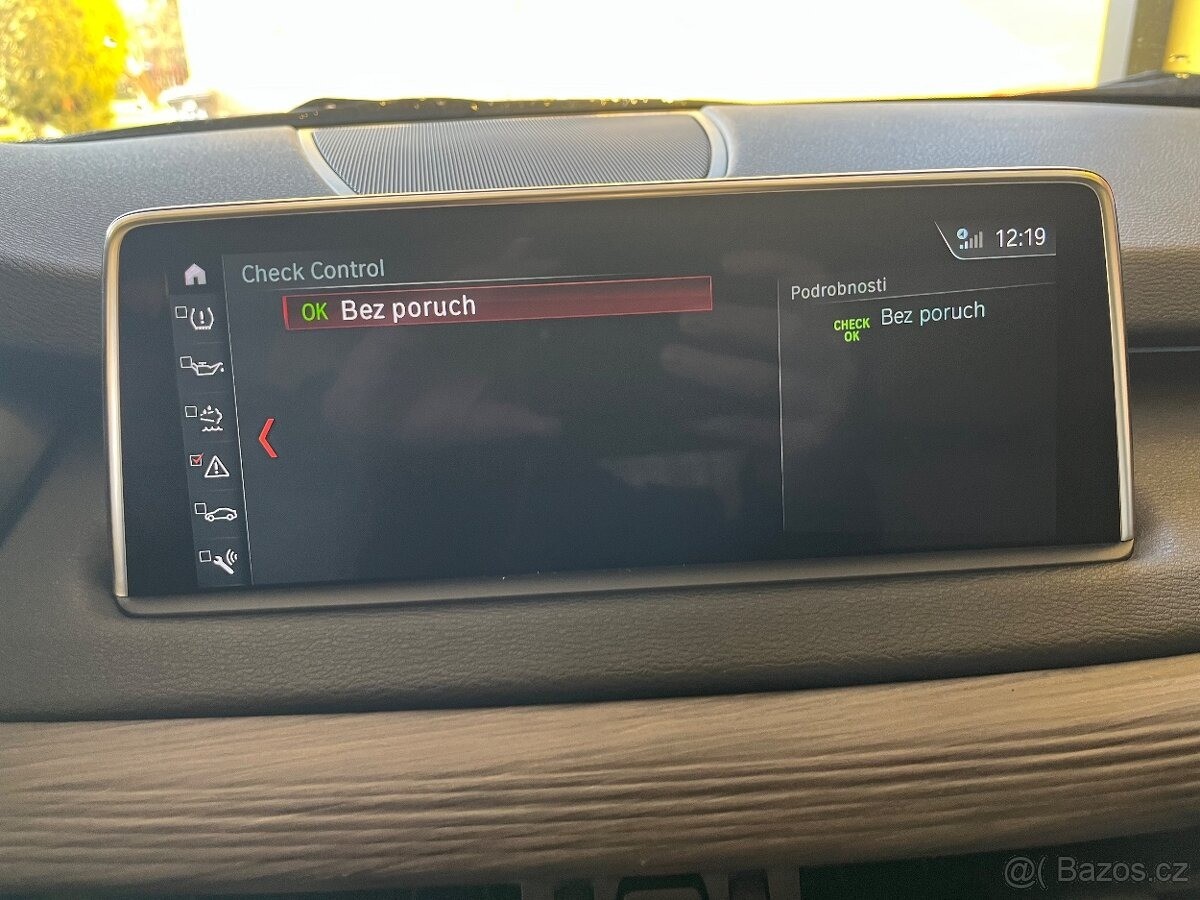 12:19
Check Control
OK Bez poruch
Podrobnosti
CHECK OK Bez poruch
@( Bazos.cz